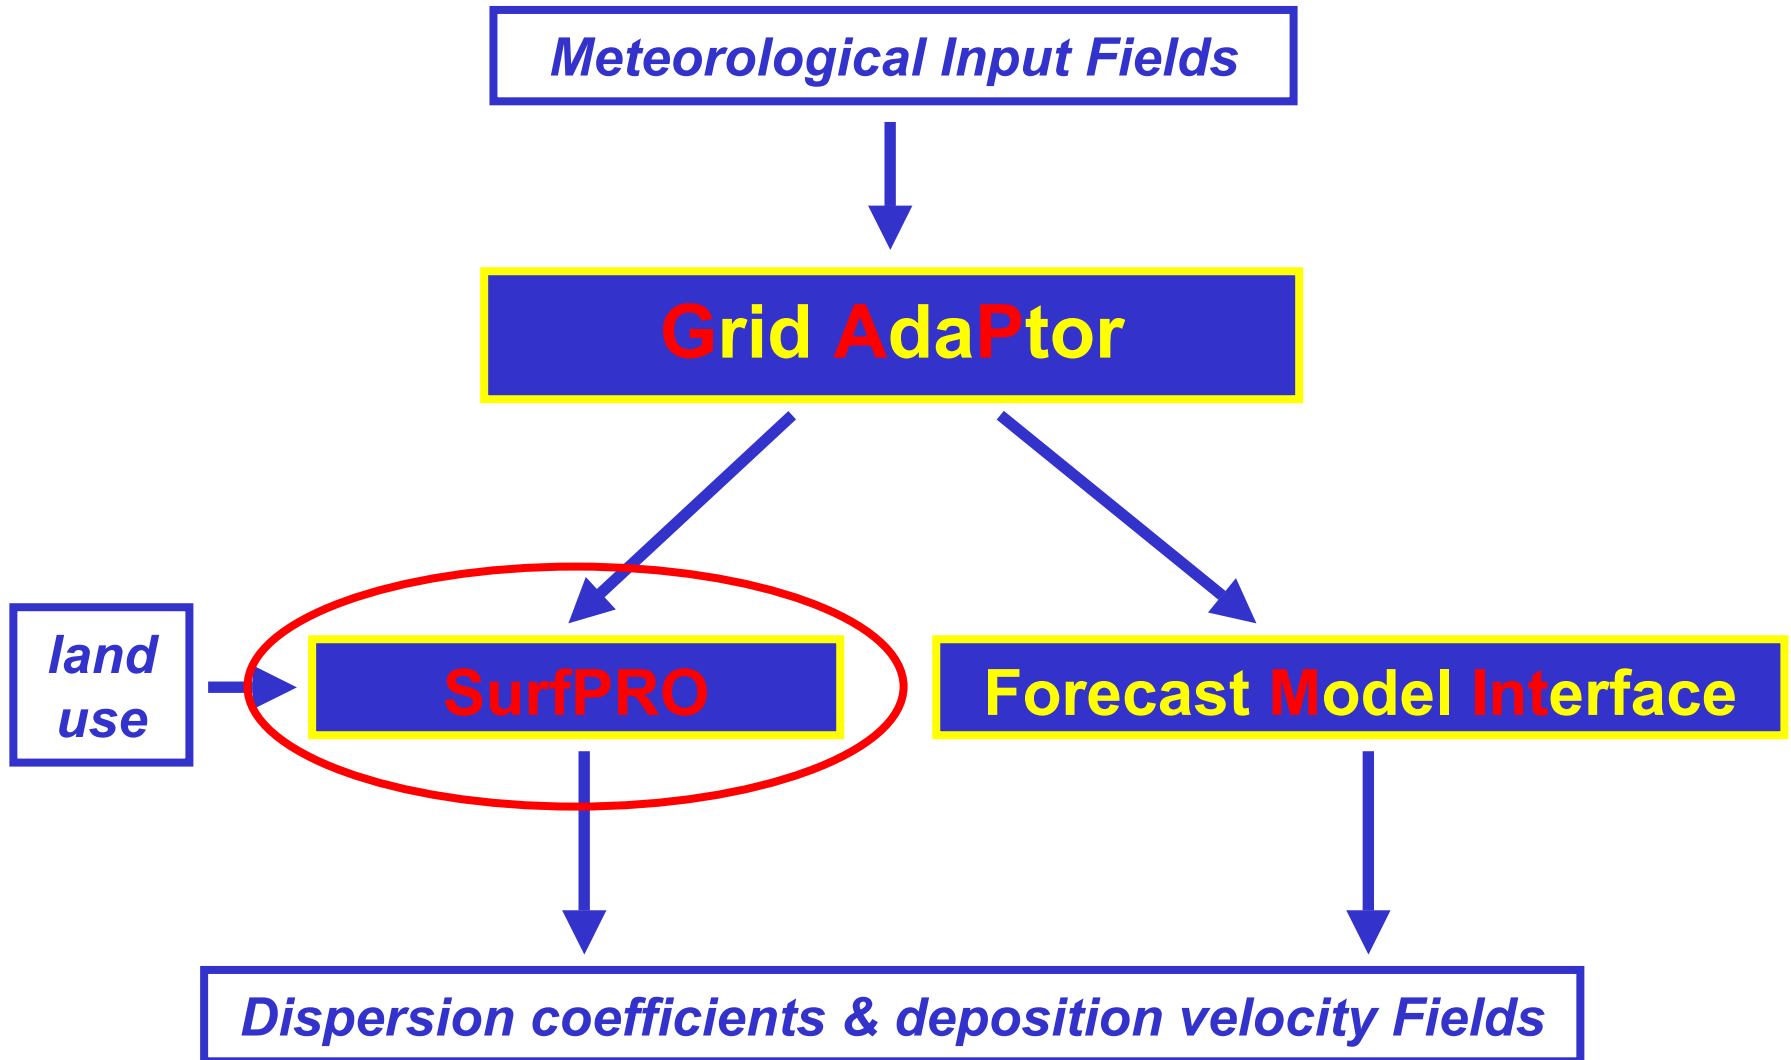 Meteorological Input Fields
Grid AdaPtor
land
use
SurfPRO
Forecast Model Interface
Dispersion coefficients & deposition velocity Fields